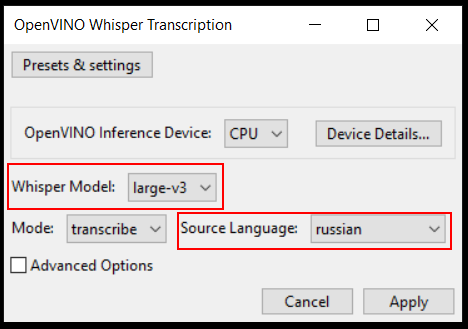 OpenVINO Whisper Transcription
Presets & settings
OpenVINO Inference Device: CPU Device Details...
Whisper Model: large-v3
Mode: transcribe Source Language: russian
Advanced Options
Cancel Apply